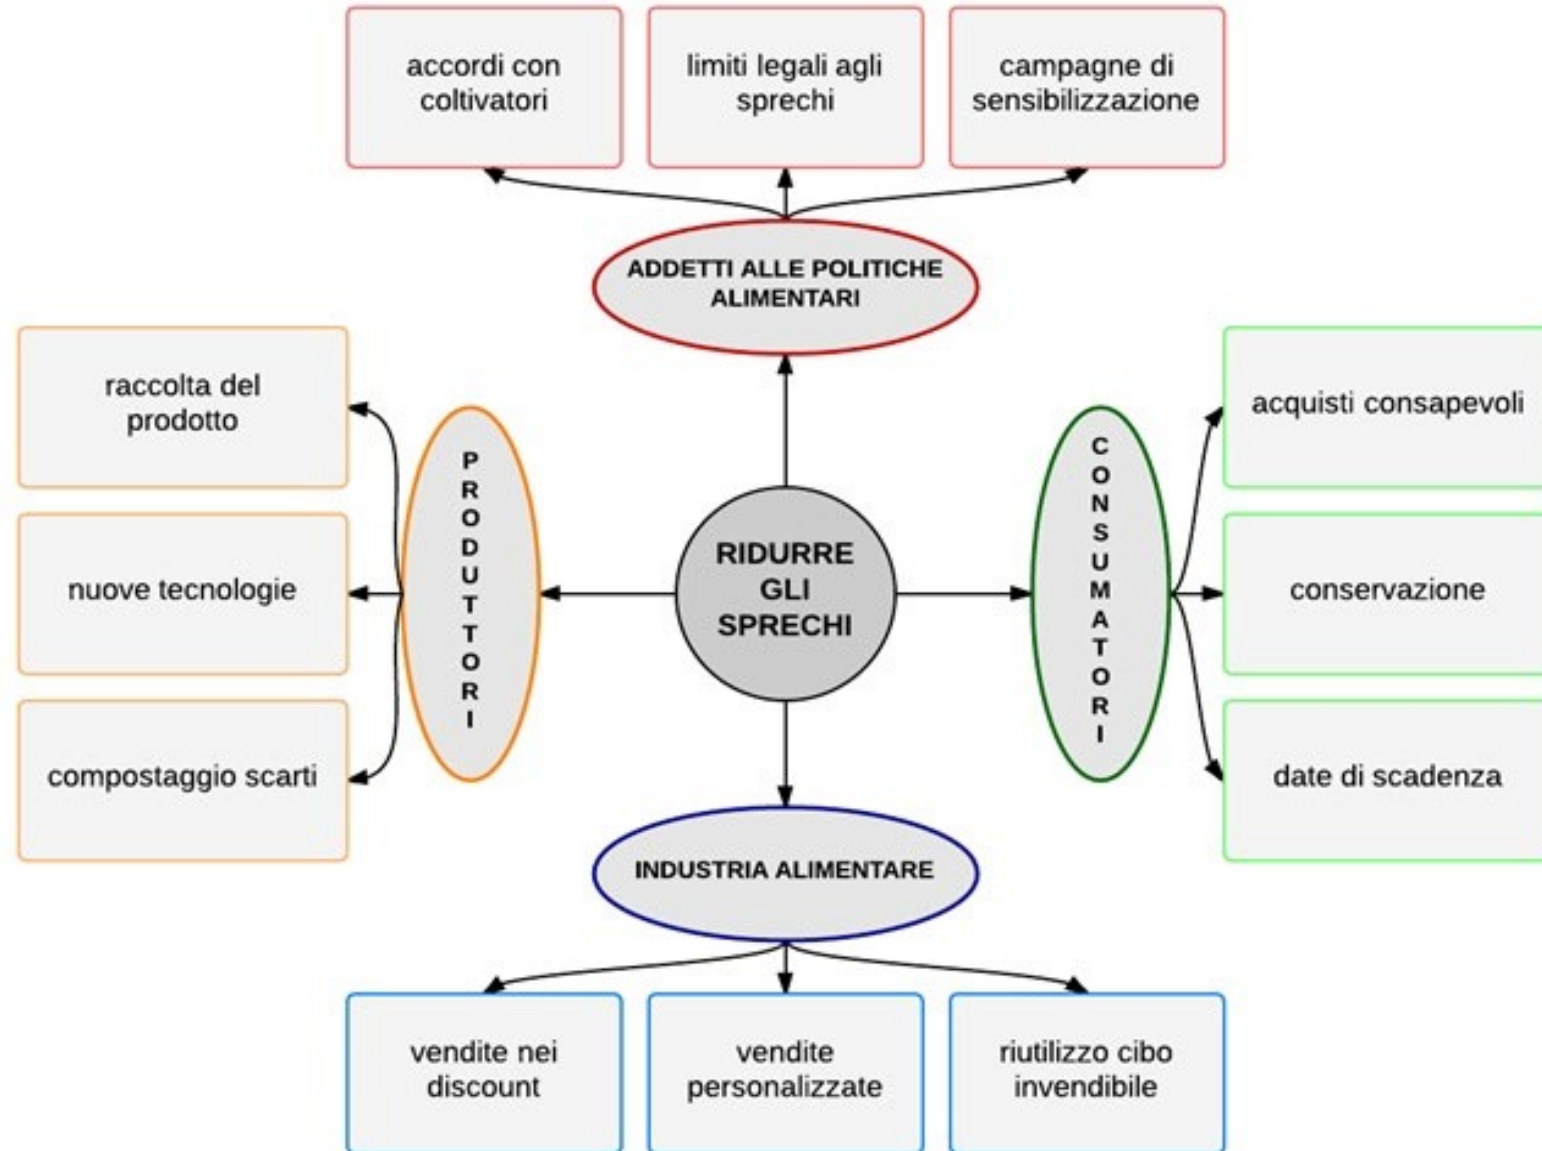 accordi con
coltivatori
limiti legali agli
sprechi
campagne di
sensibilizzazione
ADDETTI ALLE POLITICHE
ALIMENTARI
raccolta del
prodotto
nuove tecnologie
compostaggio scarti
PRODUTTORI
RIDURRE
GLI
SPRECHI
CONSUMATORI
acquisti consapevoli
conservazione
date di scadenza
INDUSTRIA ALIMENTARE
vendite nei
discount
vendite
personalizzate
riutilizzo cibo
invendibile